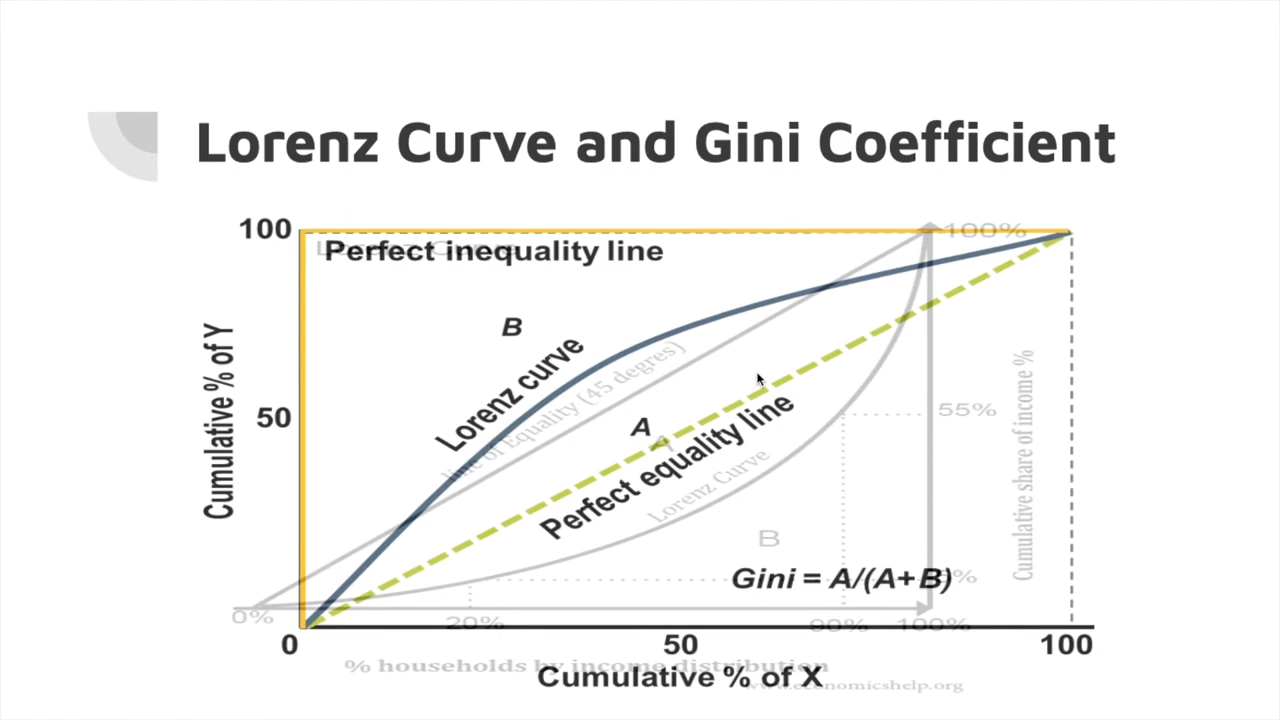 Lorenz Curve and Gini Coefficient
100
Perfect inequality line
100%
B
Lorenz curve
line of Equality (45 degres)
Cumulative % of Y
50
A
A
Perfect equality line
Lorenz Curve
55%
Cumulative share of income %
B
Gini = A/(A+B)
0%
20%
90%
100%
0
50
100
% households by income distribution
Cumulative % of X
www.economicshelp.org